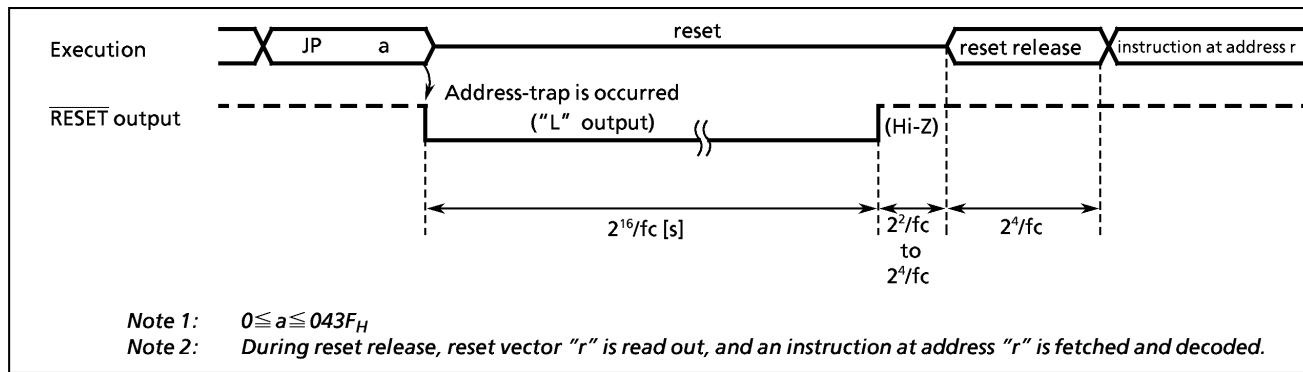 Execution
JP a
reset
reset release
instruction at address r
RESET output
Address-trap is occurred
("L" output)
(Hi-Z)
2¹⁶/fc [s]
2²/fc
to
2⁴/fc
2⁴/fc
Note 1: 0≦a≦043F_H
Note 2: During reset release, reset vector "r" is read out, and an instruction at address "r" is fetched and decoded.